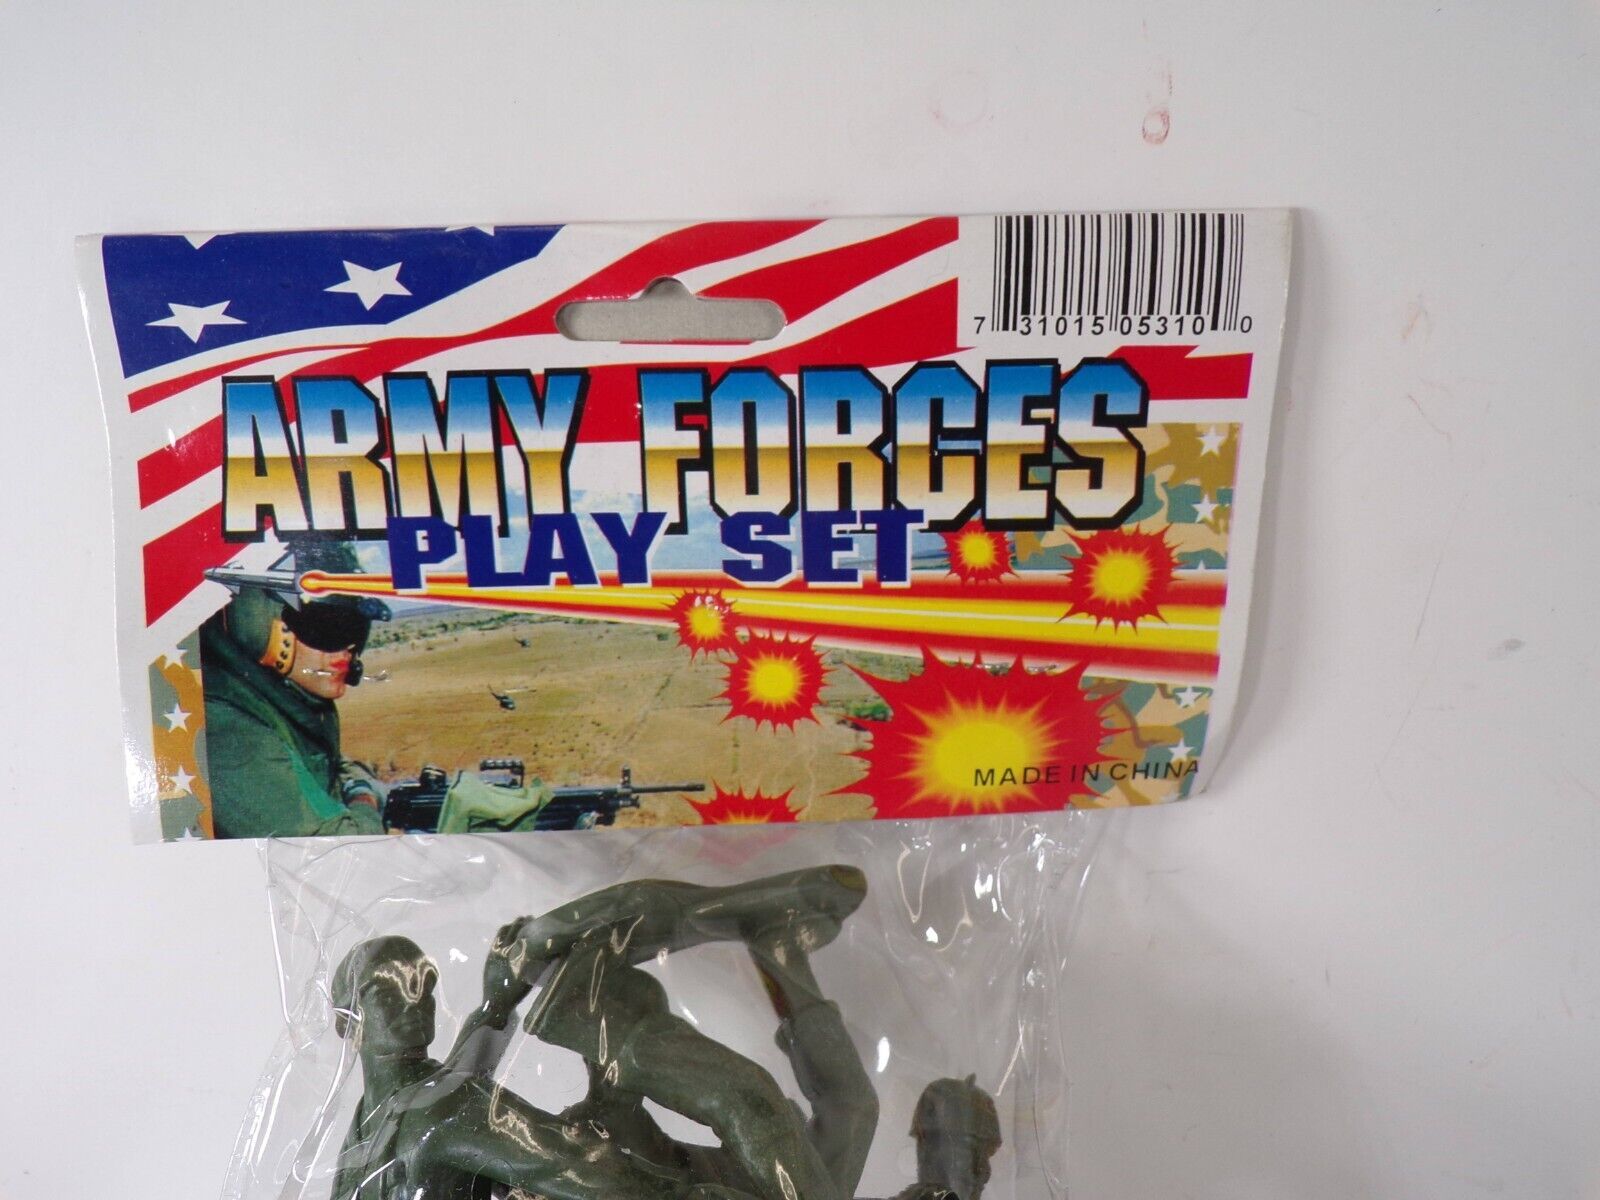 7 31015 05310 0
ARMY FORCES
PLAY SET
MADE IN CHINA